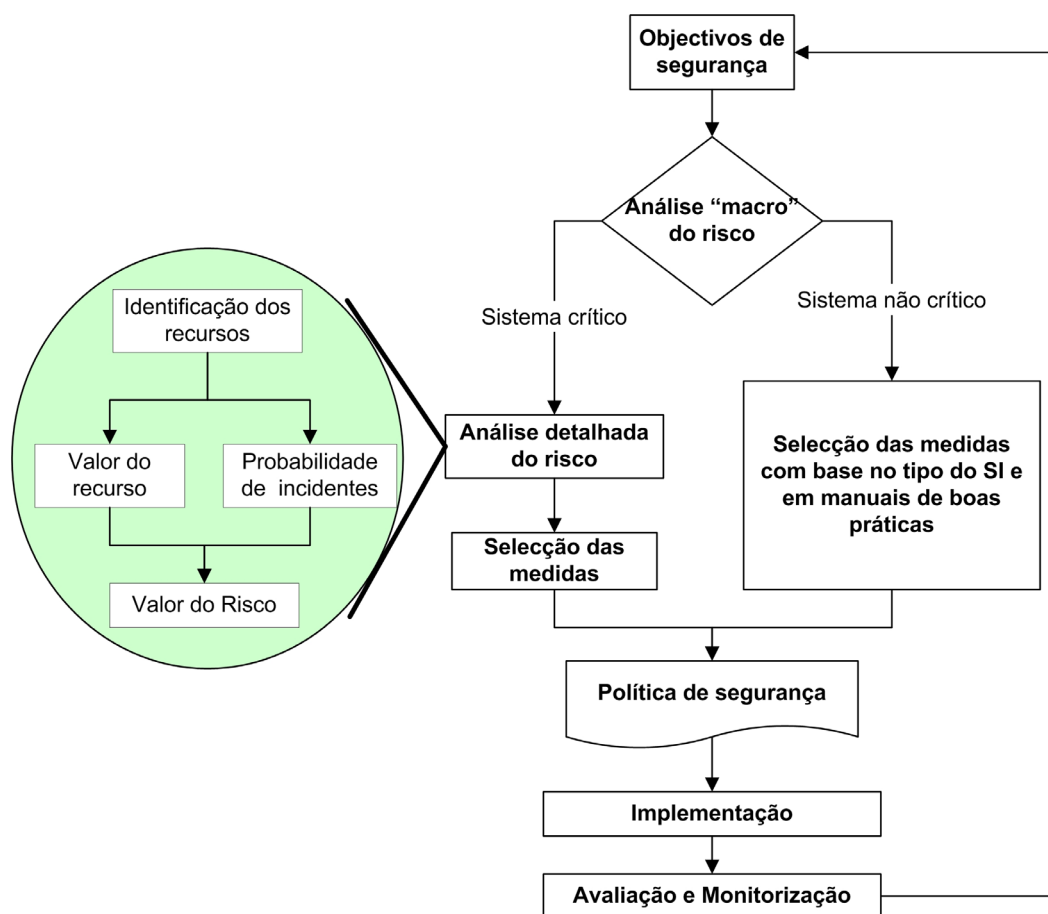 Objectivos de
segurança
Análise “macro”
do risco
Sistema crítico
Sistema não crítico
Identificação dos
recursos
Valor do
recurso
Probabilidade
de incidentes
Valor do Risco
Análise detalhada
do risco
Selecção das
medidas
Selecção das medidas
com base no tipo do SI e
em manuais de boas
práticas
Política de segurança
Implementação
Avaliação e Monitorização